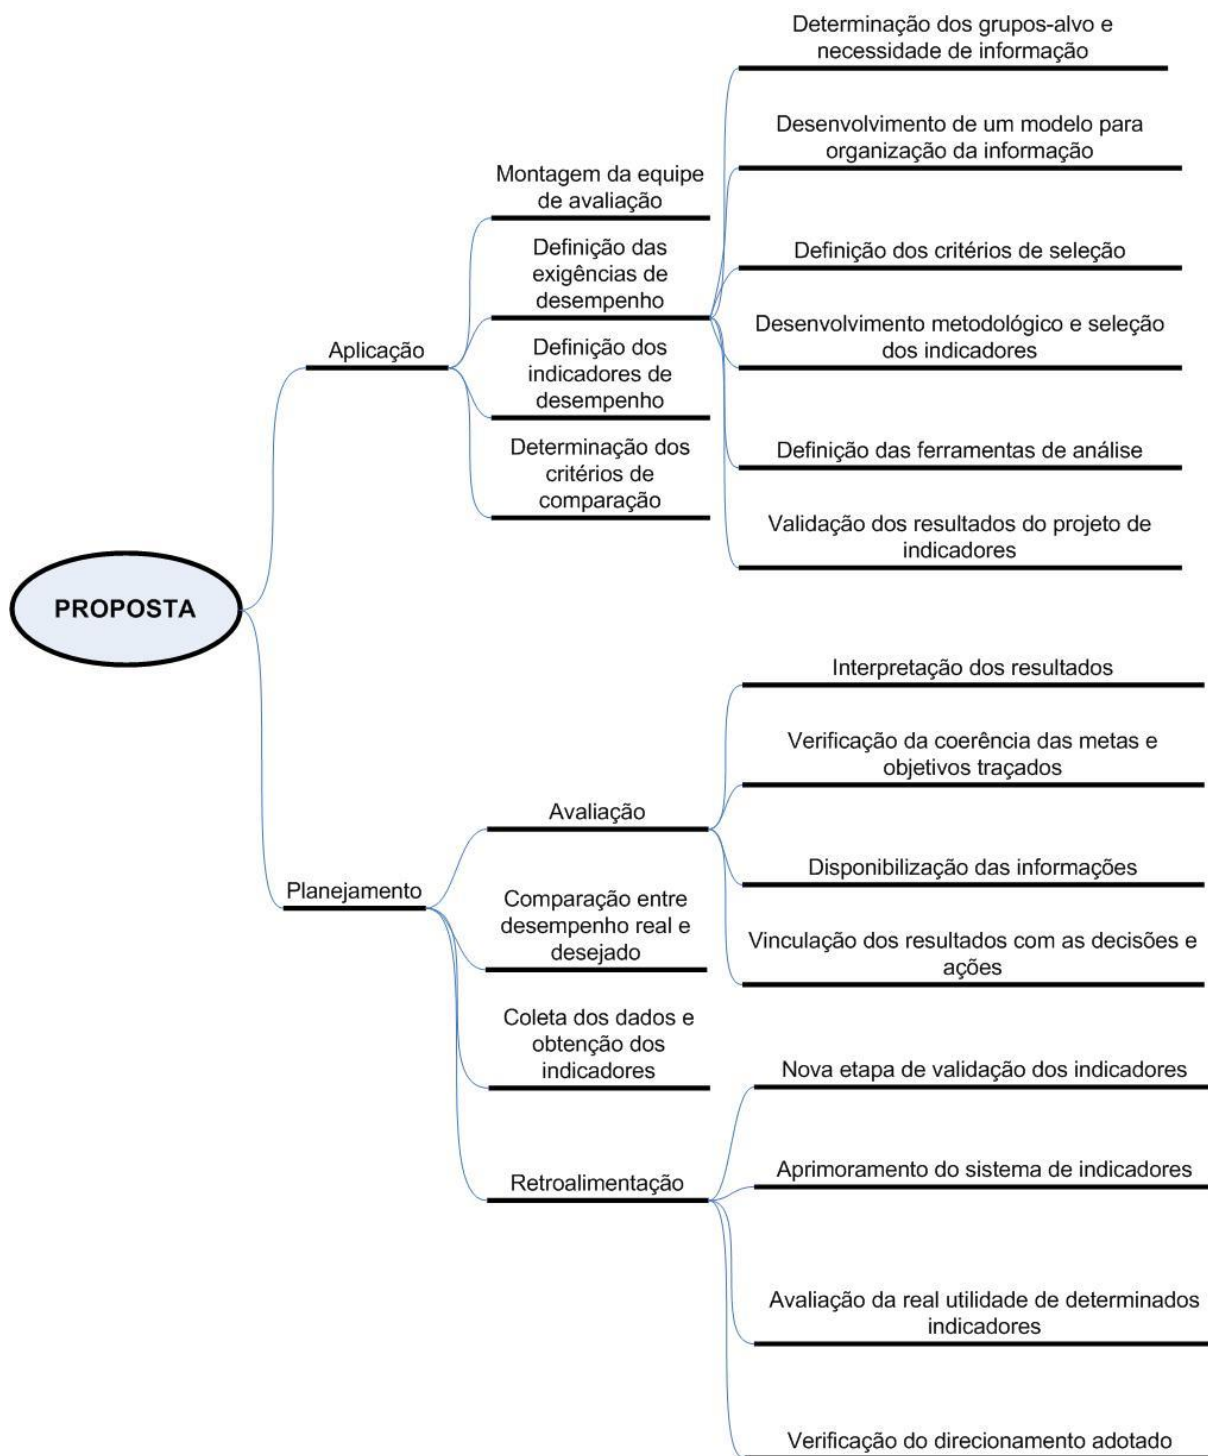 Determinação dos grupos-alvo e
necessidade de informação
Desenvolvimento de um modelo para
organização da informação
Montagem da equipe
de avaliação
Definição das
exigências de
desempenho
Definição dos critérios de seleção
Desenvolvimento metodológico e seleção
dos indicadores
Aplicação
Definição dos
indicadores de
desempenho
Definição das ferramentas de análise
Determinação dos
critérios de
comparação
Validação dos resultados do projeto de
indicadores
PROPOSTA
Interpretação dos resultados
Verificação da coerência das metas e
objetivos traçados
Avaliação
Disponibilização das informações
Planejamento
Comparação entre
desempenho real e
desejado
Vinculação dos resultados com as decisões e
ações
Coleta dos dados e
obtenção dos
indicadores
Nova etapa de validação dos indicadores
Aprimoramento do sistema de indicadores
Retroalimentação
Avaliação da real utilidade de determinados
indicadores
Verificação do direcionamento adotado